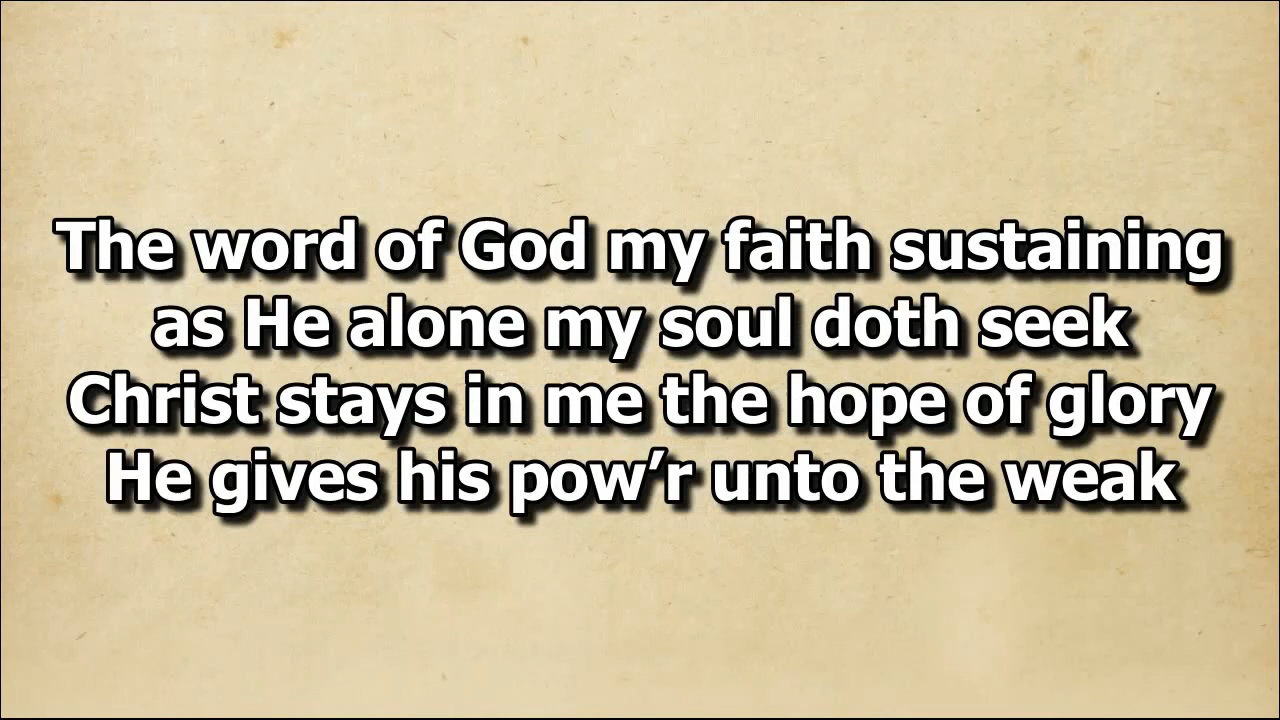 The word of God my faith sustaining
as He alone my soul doth seek
Christ stays in me the hope of glory
He gives his pow’r unto the weak